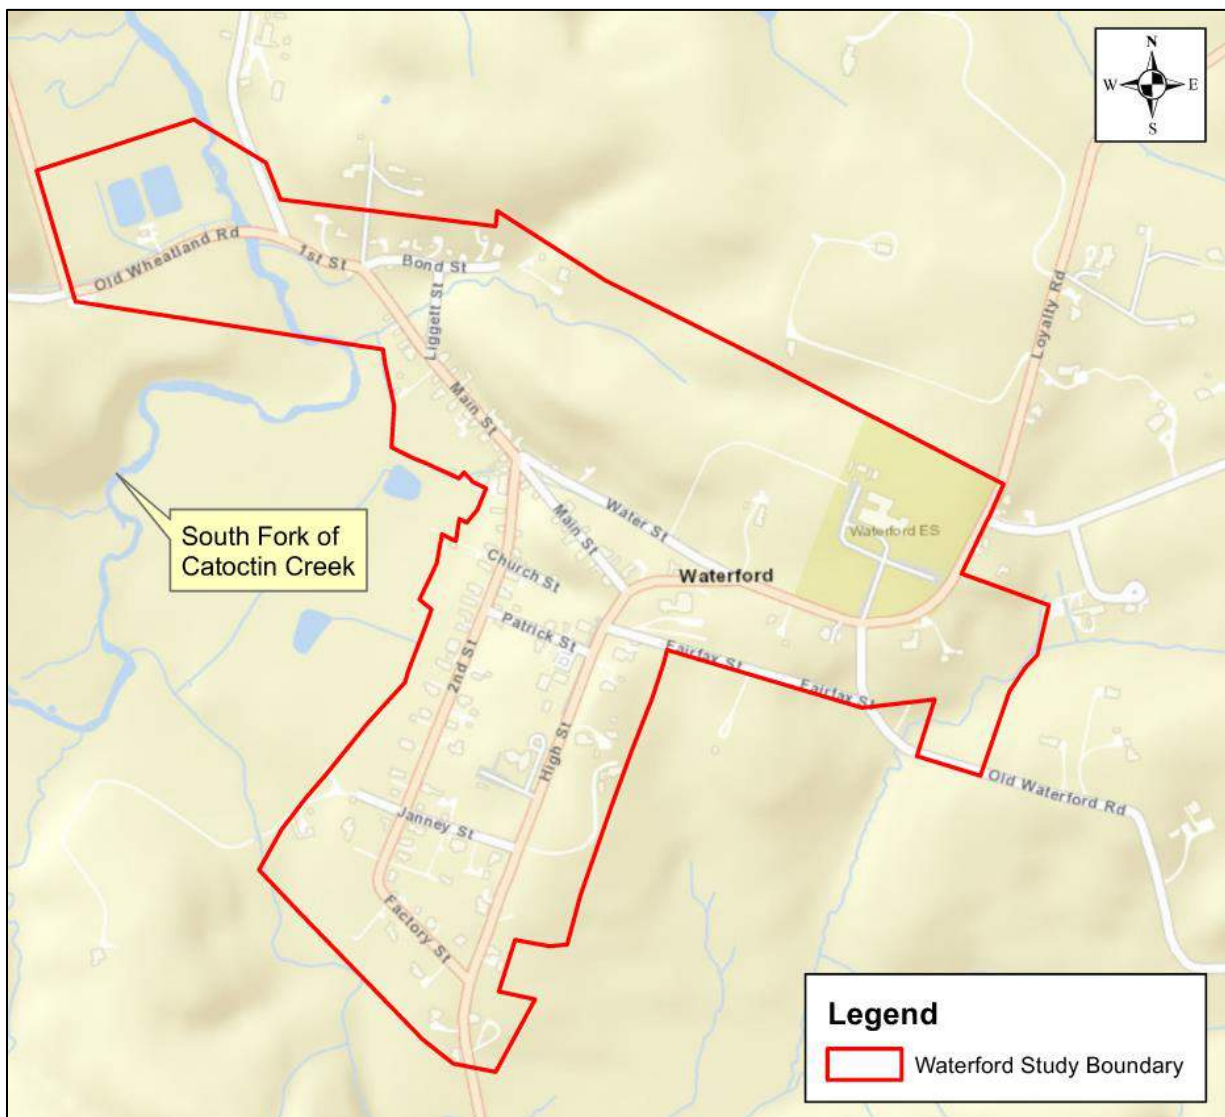 N
W
E
S
Old Wheatland Rd
1st St
Bond St
Liggett St
Loyalty Rd
Main St
Water St
Main St
Waterford ES
South Fork of
Catoctin Creek
Church St
Waterford
Patrick St
Fairfax St
2nd St
Fairfax St
High St
Old Waterford Rd
Janney St
Factory St
Legend
Waterford Study Boundary